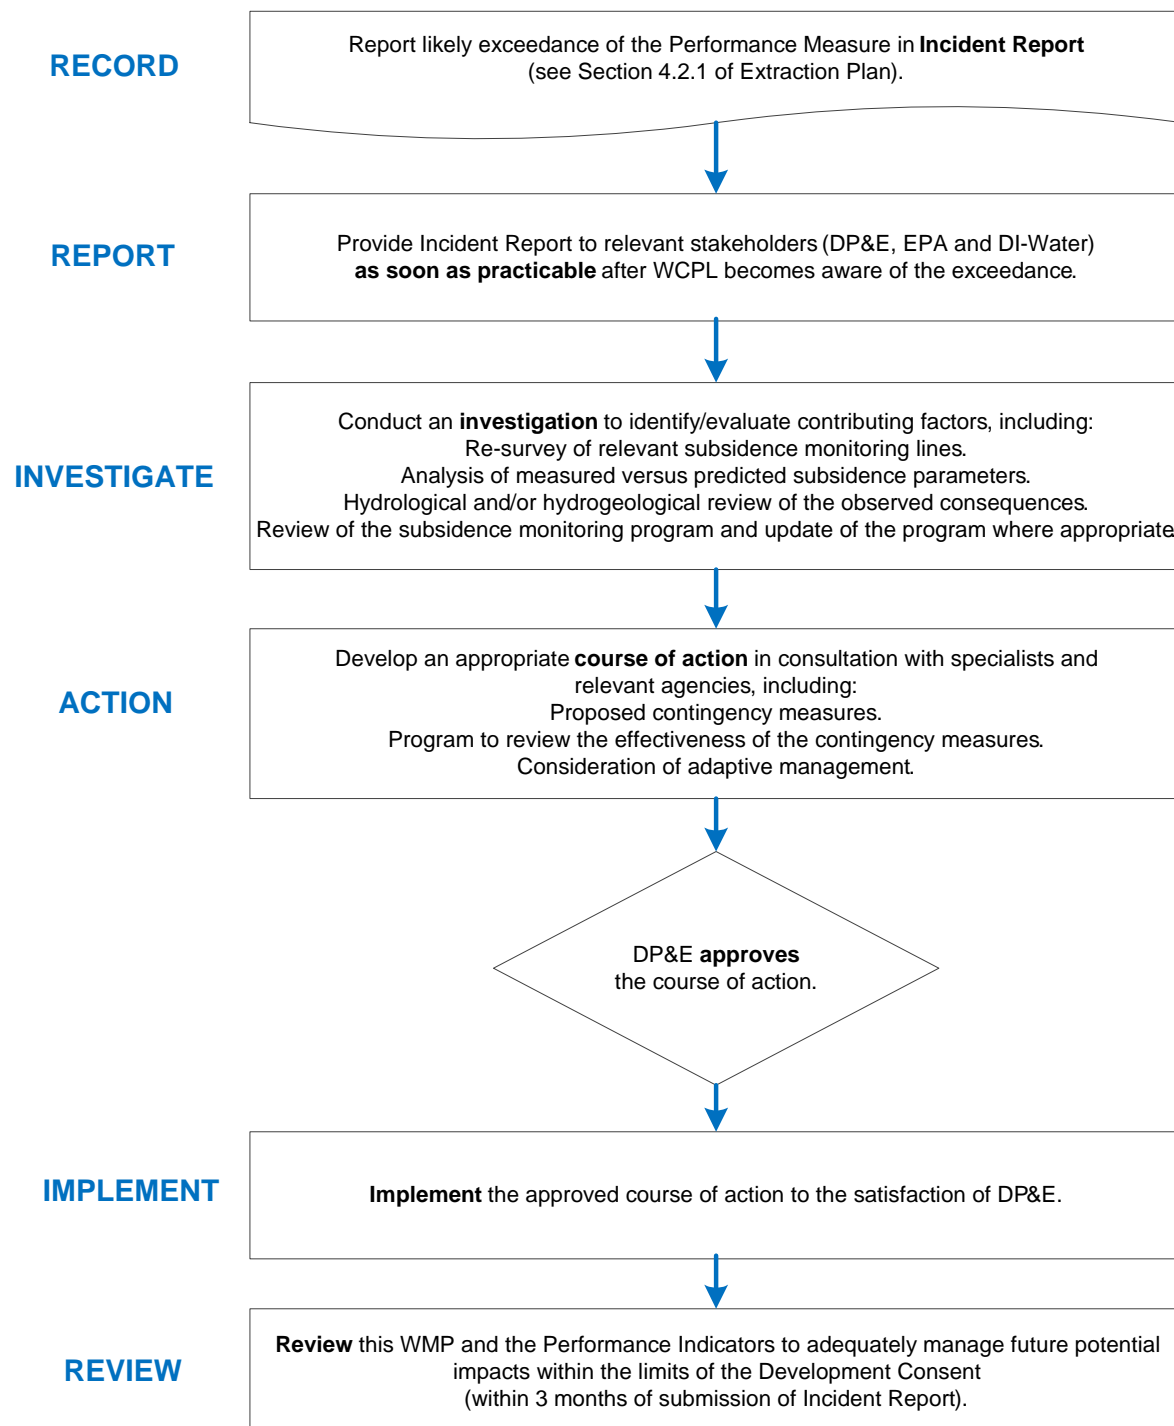 RECORD
Report likely exceedance of the Performance Measure in Incident Report
(see Section 4.2.1 of Extraction Plan).
REPORT
Provide Incident Report to relevant stakeholders (DP&E, EPA and DI-Water)
as soon as practicable after WCPL becomes aware of the exceedance.
INVESTIGATE
Conduct an investigation to identify/evaluate contributing factors, including:
Re-survey of relevant subsidence monitoring lines.
Analysis of measured versus predicted subsidence parameters.
Hydrological and/or hydrogeological review of the observed consequences.
Review of the subsidence monitoring program and update of the program where appropriate.
ACTION
Develop an appropriate course of action in consultation with specialists and
relevant agencies, including:
Proposed contingency measures.
Program to review the effectiveness of the contingency measures.
Consideration of adaptive management.
DP&E approves
the course of action.
IMPLEMENT
Implement the approved course of action to the satisfaction of DP&E.
REVIEW
Review this WMP and the Performance Indicators to adequately manage future potential
impacts within the limits of the Development Consent
(within 3 months of submission of Incident Report).